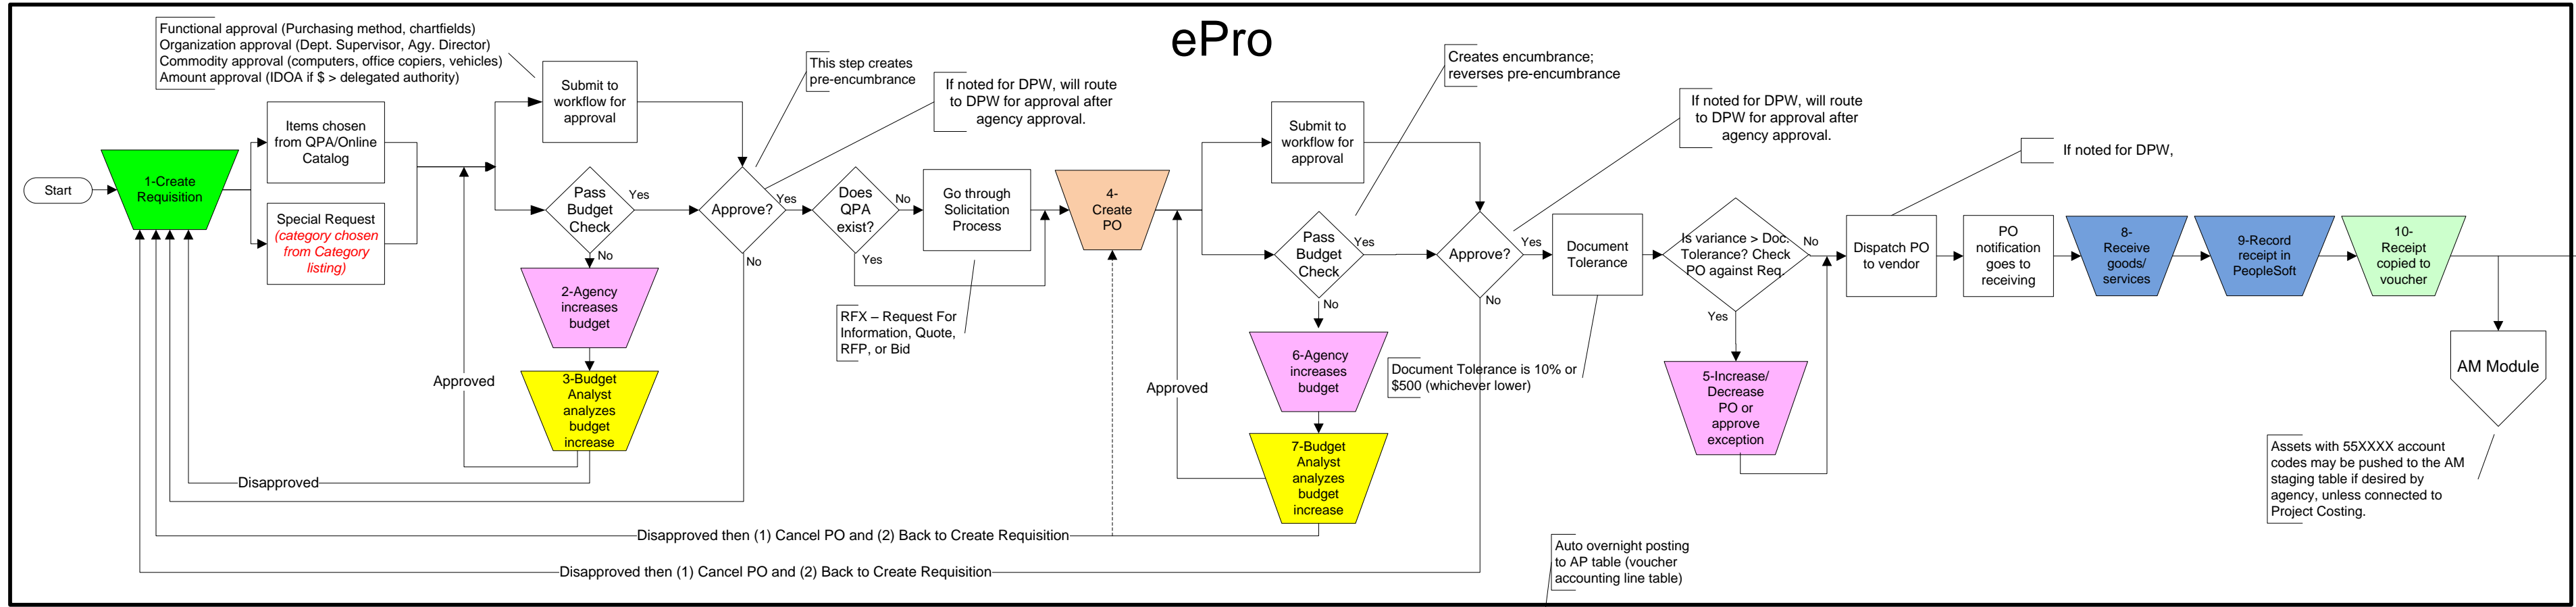 ePro
Functional approval (Purchasing method, chartfields)
Organization approval (Dept. Supervisor, Agy. Director)
Commodity approval (computers, office copiers, vehicles)
Amount approval (IDOA if $ > delegated authority)
Start
1-Create
Requisition
Items chosen
from QPA/Online
Catalog
Special Request
(category chosen
from Category
listing)
Submit to
workflow for
approval
Pass
Budget
Check
Yes
No
2-Agency
increases
budget
3-Budget
Analyst
analyzes
budget
increase
Approved
Disapproved
This step creates
pre-encumbrance
If noted for DPW, will route
to DPW for approval after
agency approval.
Approve?
Yes
No
Does
QPA
exist?
No
Yes
Go through
Solicitation
Process
RFX – Request For
Information, Quote,
RFP, or Bid
4-
Create
PO
Submit to
workflow for
approval
Pass
Budget
Check
Yes
No
6-Agency
increases
budget
7-Budget
Analyst
analyzes
budget
increase
Approved
Disapproved then (1) Cancel PO and (2) Back to Create Requisition
Disapproved then (1) Cancel PO and (2) Back to Create Requisition
Creates encumbrance;
reverses pre-encumbrance
If noted for DPW, will route
to DPW for approval after
agency approval.
Approve?
Yes
No
Document
Tolerance
Document Tolerance is 10% or
$500 (whichever lower)
Is variance > Doc.
Tolerance? Check
PO against Req.
No
Yes
5-Increase/
Decrease
PO or
approve
exception
If noted for DPW,
Dispatch PO
to vendor
PO
notification
goes to
receiving
8-
Receive
goods/
services
9-Record
receipt in
PeopleSoft
10-
Receipt
copied to
voucher
AM Module
Assets with 55XXXX account
codes may be pushed to the AM
staging table if desired by
agency, unless connected to
Project Costing.
Auto overnight posting
to AP table (voucher
accounting line table)